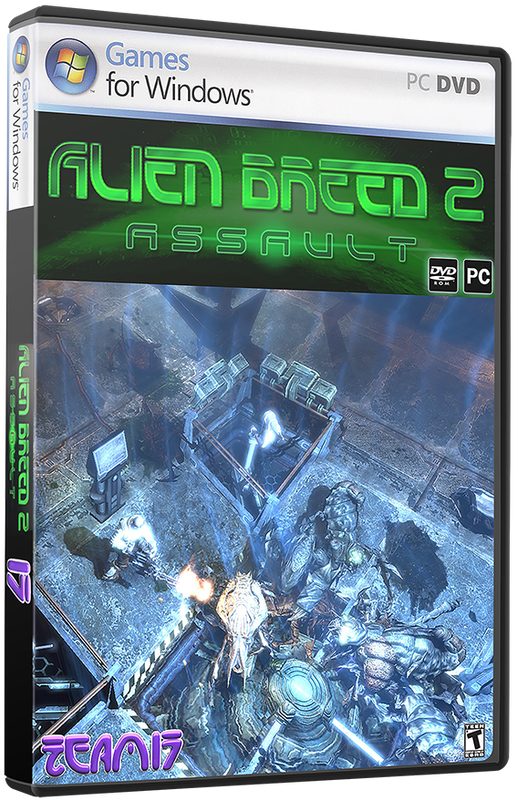 Games
for Windows®
PC DVD
ALIEN BREED 2
ASSAULT
DVD
ROM
PC
Games
for Windows
ALIEN BREED 2
ASSAULT
17
TEAM17
TEEN
T
ESRB